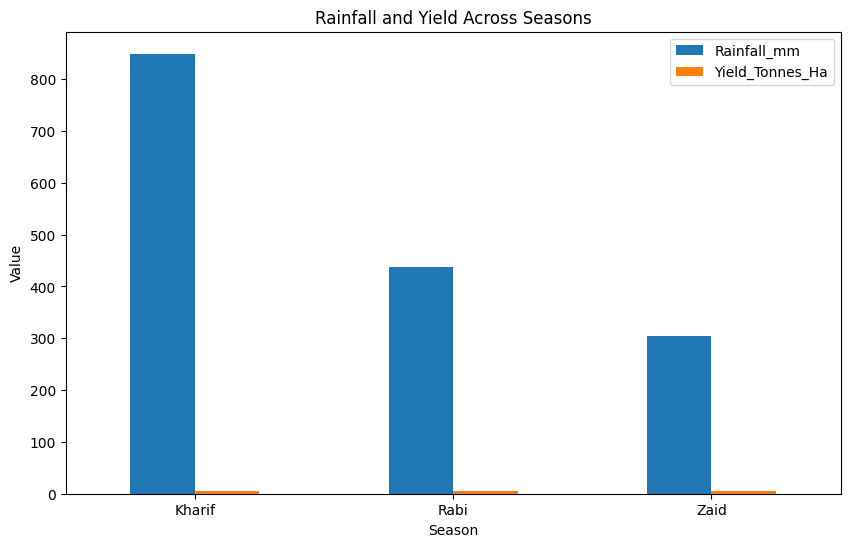 Rainfall and Yield Across Seasons
Rainfall_mm
Yield_Tonnes_Ha
Value
800
700
600
500
400
300
200
100
0
Kharif
Rabi
Zaid
Season